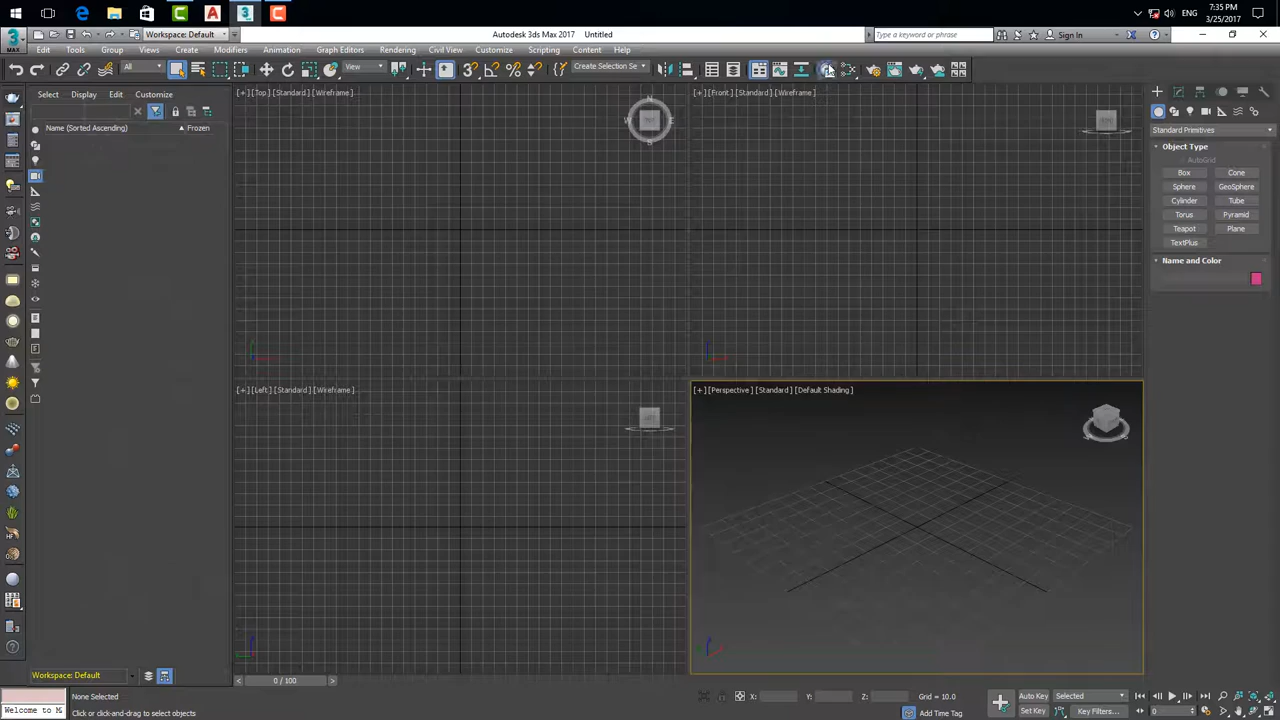 7:35 PM
ENG
3/25/2017
Workspace: Default
Autodesk 3ds Max 2017    Untitled
Type a keyword or phrase
Sign In
MAX
Edit Tools Group Views Create Modifiers Animation Graph Editors Rendering Civil View Customize Scripting Content Help
All
View
Create Selection Se
Select Display Edit Customize
Name (Sorted Ascending)
Frozen
[+] [Top] [Standard] [Wireframe]
[+] [Front] [Standard] [Wireframe]
Standard Primitives
Object Type
AutoGrid
Box Cone
Sphere GeoSphere
Cylinder Tube
Torus Pyramid
Teapot Plane
TextPlus
Name and Color
[+] [Left] [Standard] [Wireframe]
[+] [Perspective] [Standard] [Default Shading]
Workspace: Default
0 / 100
None Selected
X: Y: Z: Grid = 10.0
Auto Key Selected
Welcome to M
Click or click-and-drag to select objects
Add Time Tag
Set Key Key Filters...
0